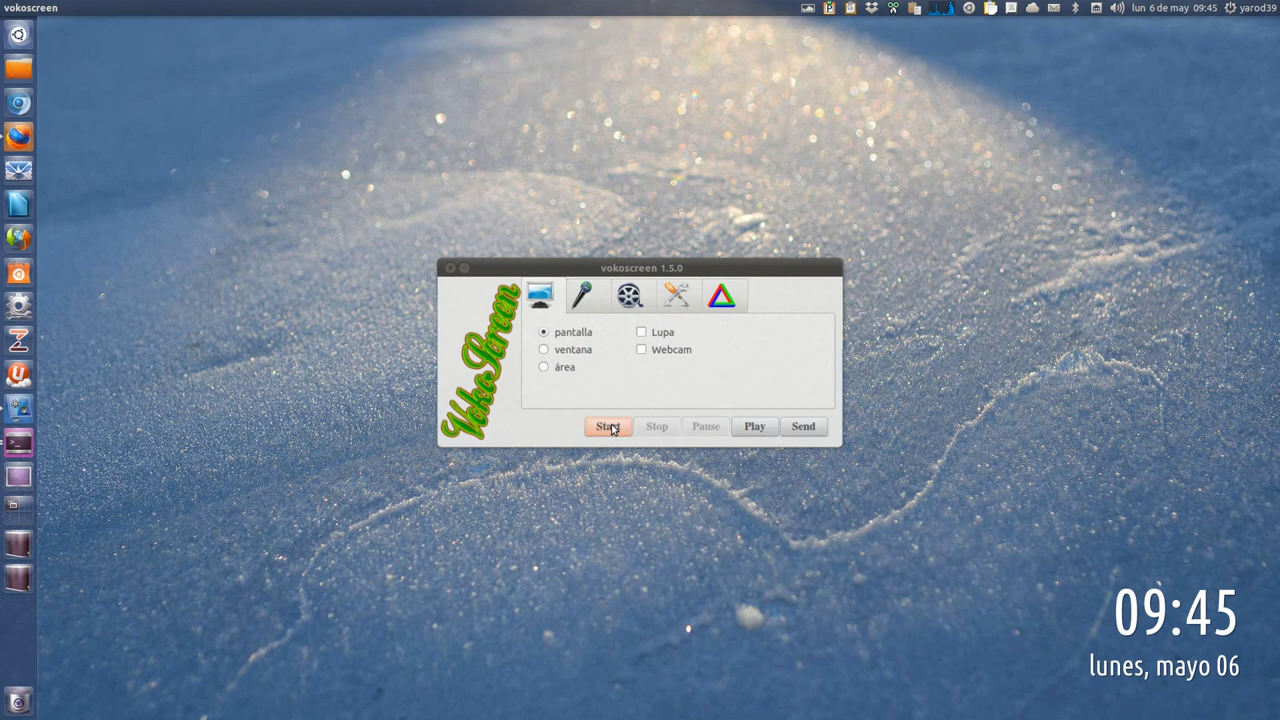 vokoscreen
lun 6 de may 09:45 yarod39
vokoscreen 1.5.0
VokoScreen
pantalla
Lupa
ventana
Webcam
área
Start Stop Pause Play Send
09:45
lunes, mayo 06